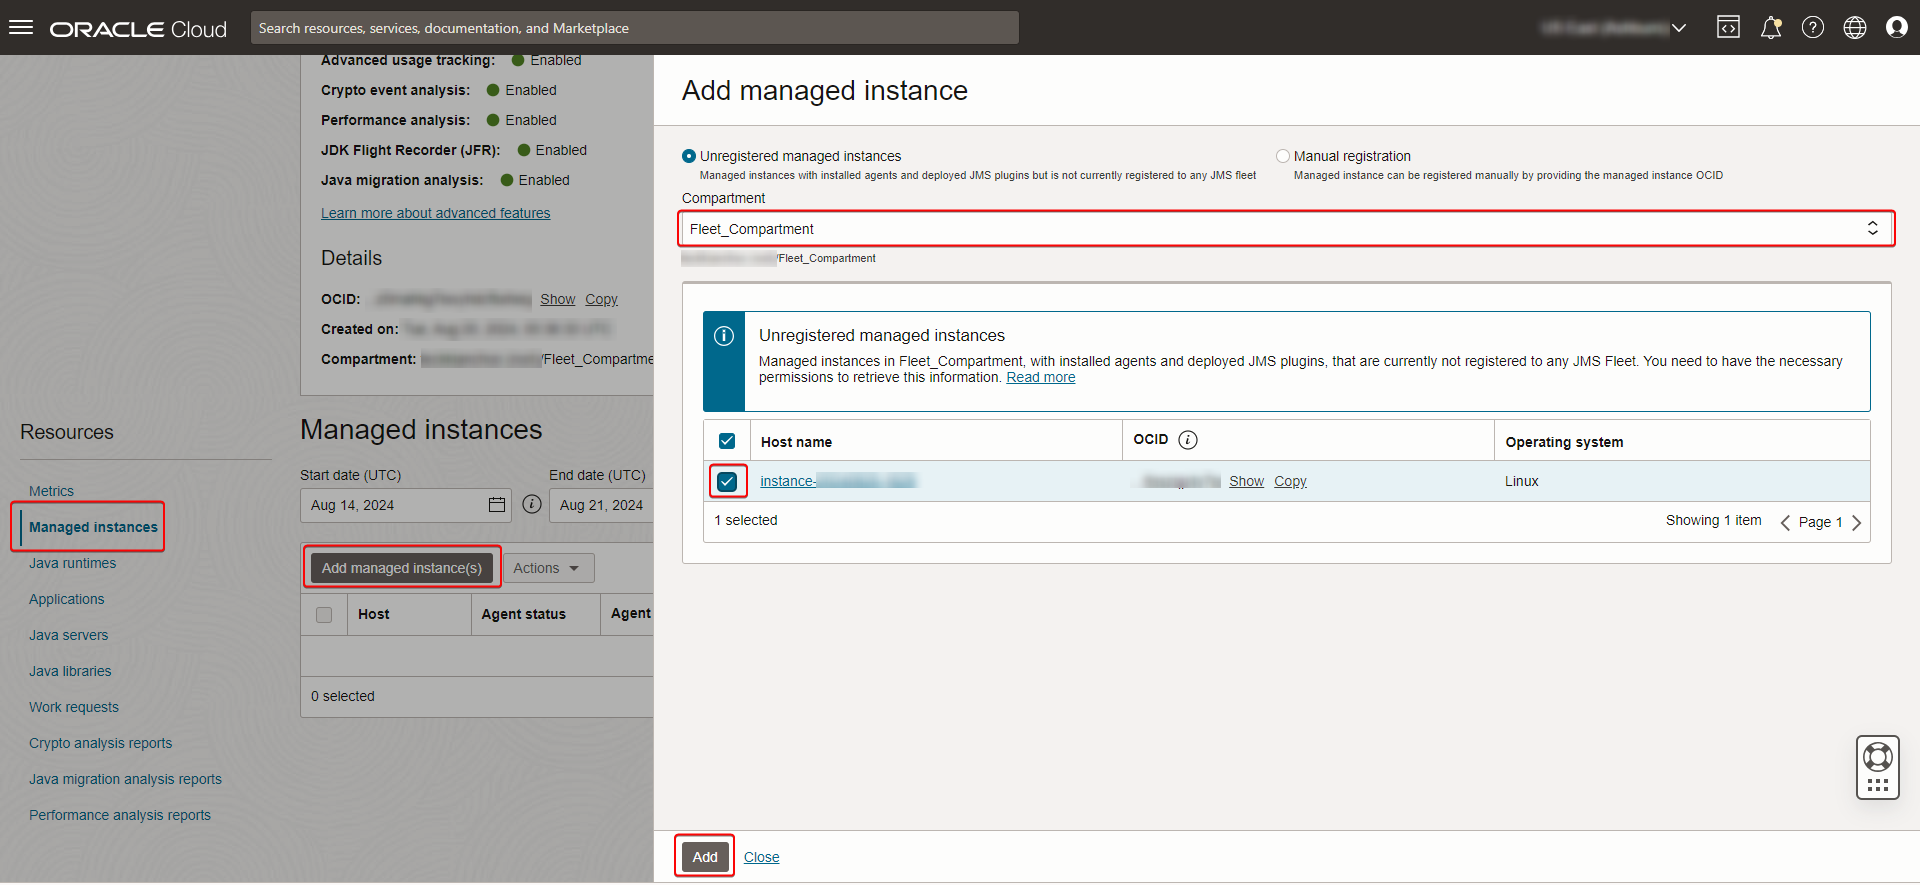 ORACLE Cloud
Search resources, services, documentation, and Marketplace
Advanced usage tracking: Enabled
Crypto event analysis: Enabled
Performance analysis: Enabled
JDK Flight Recorder (JFR): Enabled
Java migration analysis: Enabled
Learn more about advanced features
Details
OCID: Show Copy
Created on:
Compartment: /Fleet_Compartme
Resources
Metrics
Managed instances
Java runtimes
Applications
Java servers
Java libraries
Work requests
Crypto analysis reports
Java migration analysis reports
Performance analysis reports
Managed instances
Start date (UTC) End date (UTC)
Aug 14, 2024 Aug 21, 2024
Add managed instance(s) Actions
Host Agent status Agent
0 selected
Add managed instance
Unregistered managed instances
Managed instances with installed agents and deployed JMS plugins but is not currently registered to any JMS fleet
Manual registration
Managed instance can be registered manually by providing the managed instance OCID
Compartment
Fleet_Compartment
/Fleet_Compartment
Unregistered managed instances
Managed instances in Fleet_Compartment, with installed agents and deployed JMS plugins, that are currently not registered to any JMS Fleet. You need to have the necessary
permissions to retrieve this information. Read more
Host name OCID Operating system
instance- Show Copy Linux
1 selected Showing 1 item Page 1
Add Close